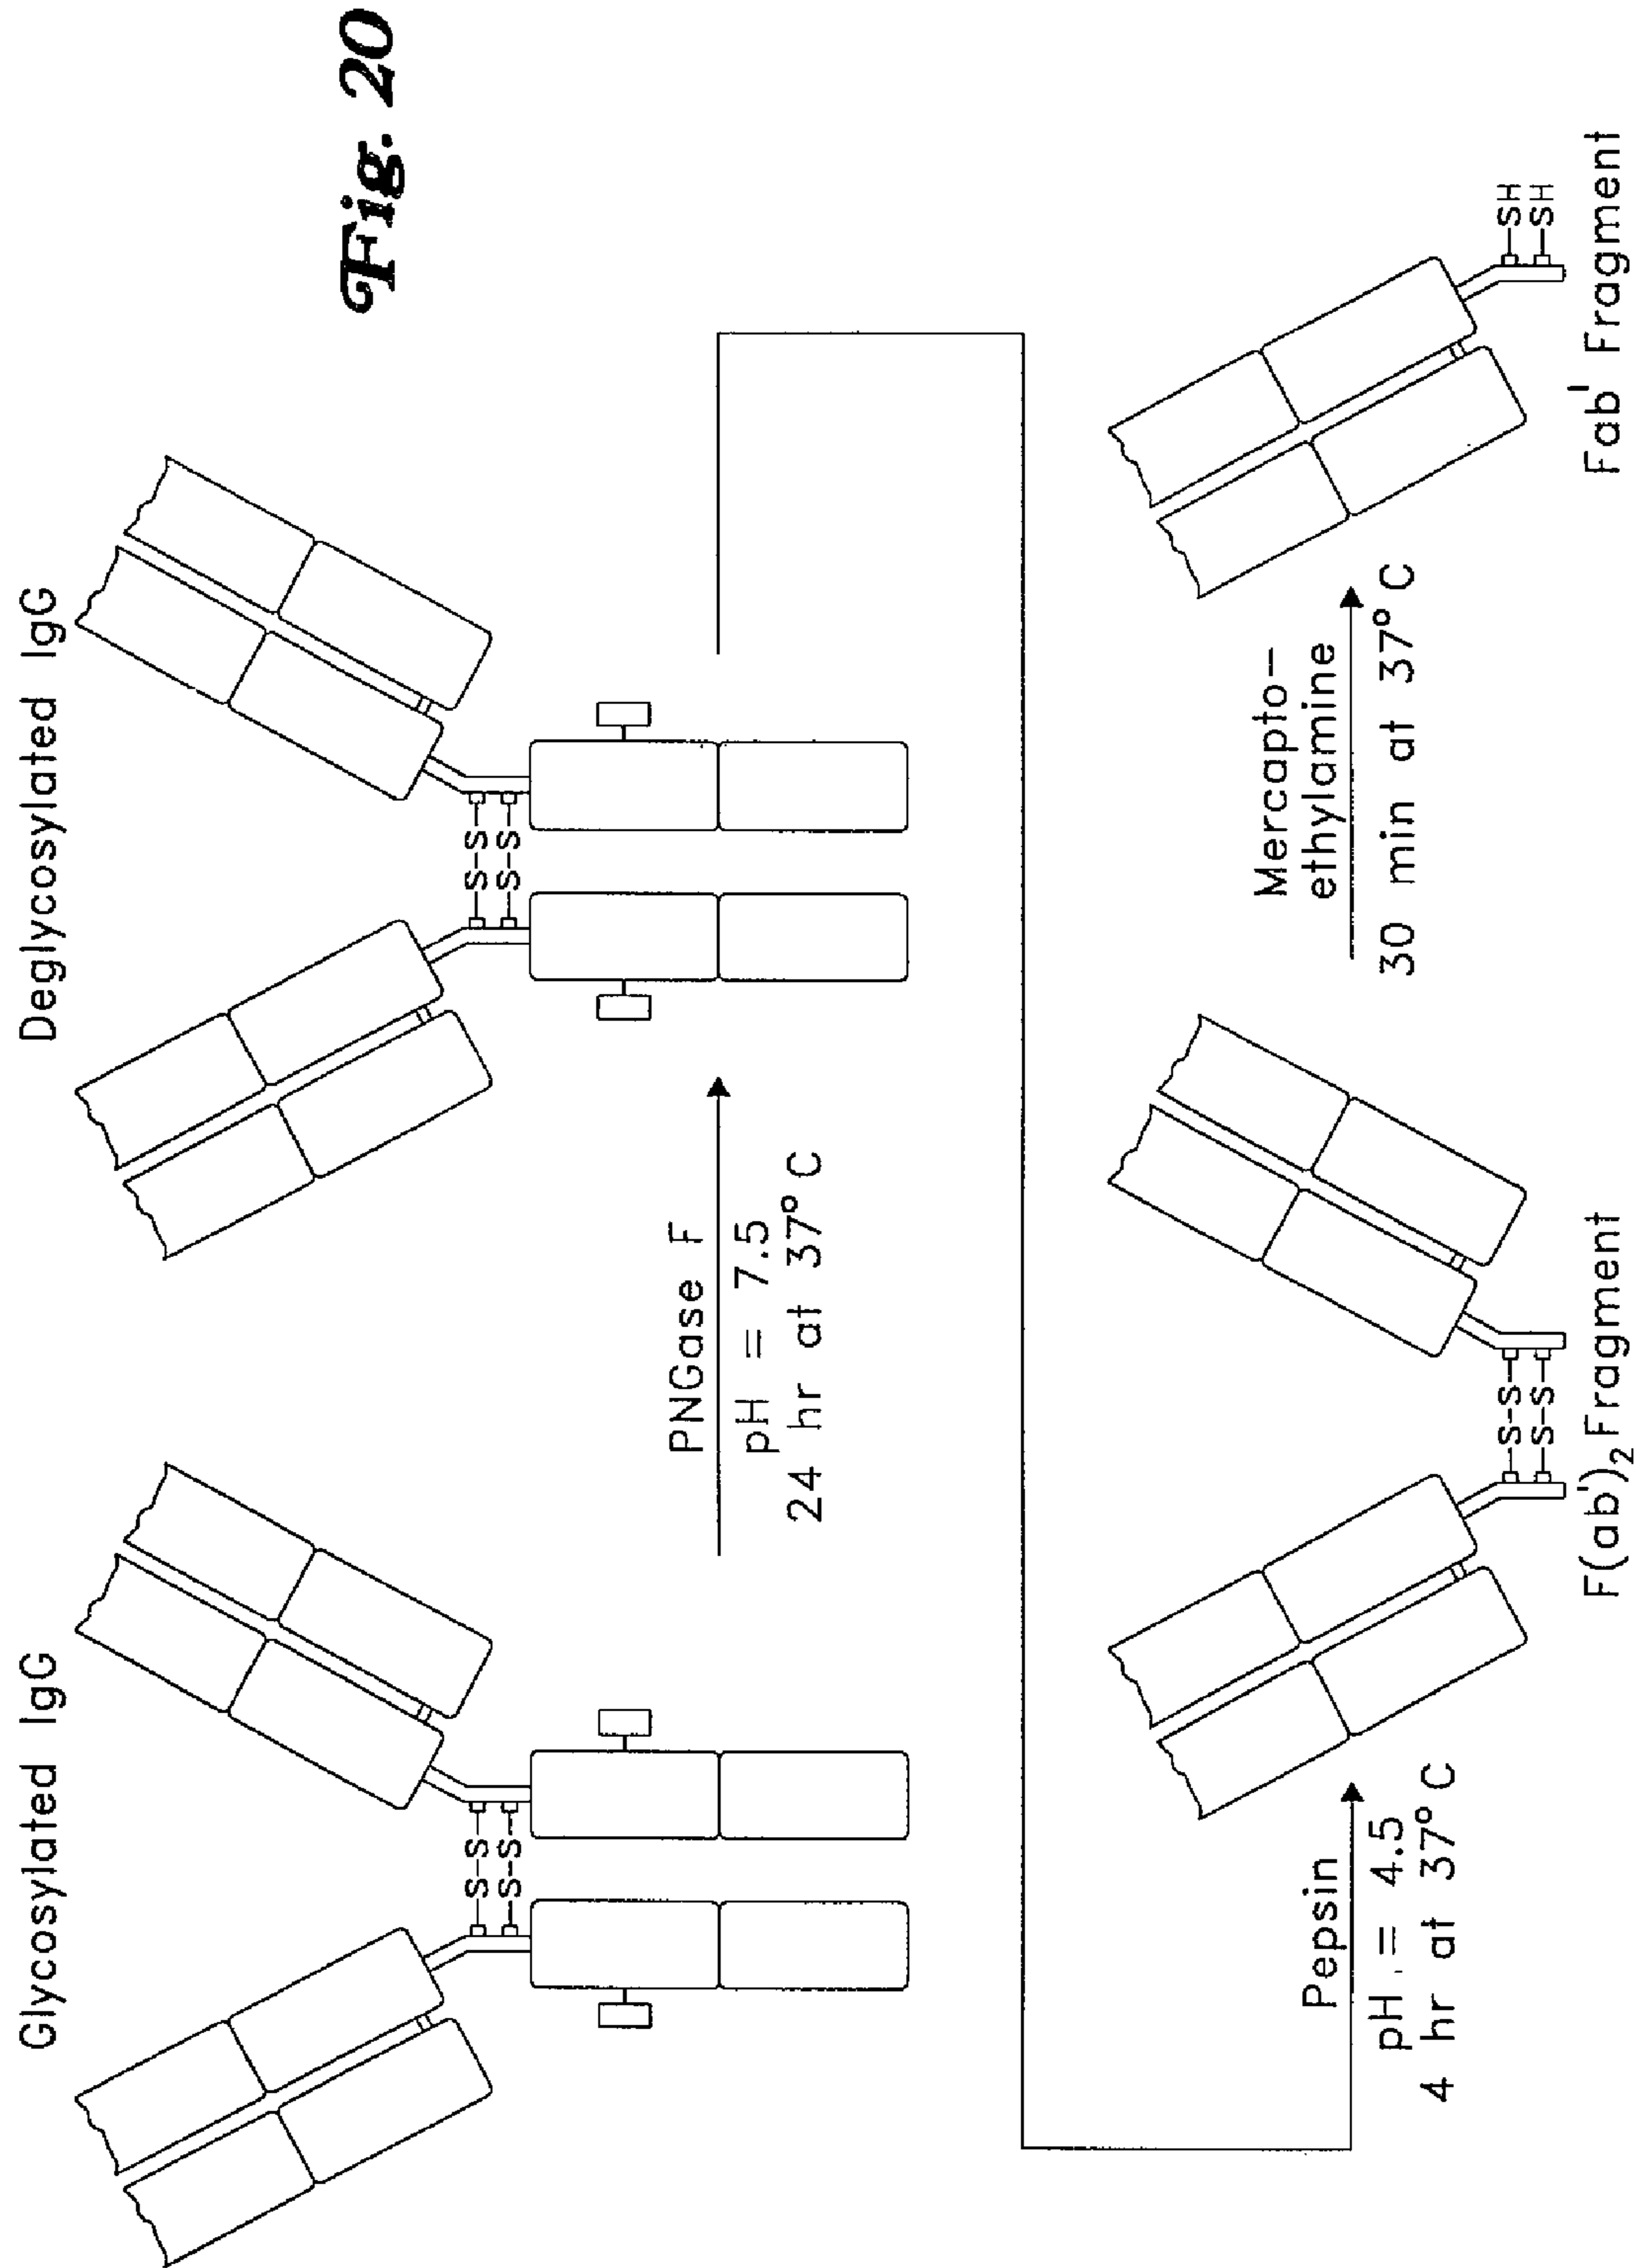 Fig. 20
Glycosylated IgG
Deglycosylated IgG
S-S
S-S
S-S
S-S
PNGase F
pH = 7.5
24 hr at 37°C
Pepsin
pH = 4.5
4 hr at 37°C
S-S
S-S
F(ab')₂ Fragment
Mercapto-
ethylamine
30 min at 37°C
SH
SH
Fab' Fragment